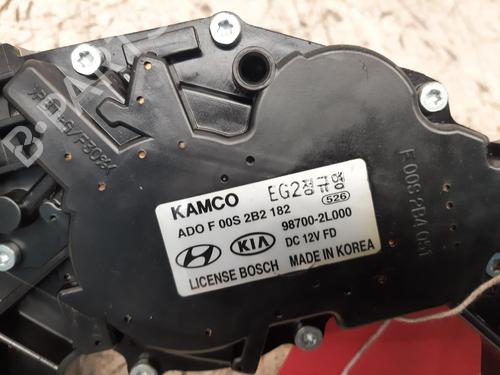 KAMCO
EG2
526
ADO F 00S 2B2 182
98700-2L000
HYUNDAI
KIA
DC 12V FD
LICENSE BOSCH
MADE IN KOREA
F 00S 2B4 051